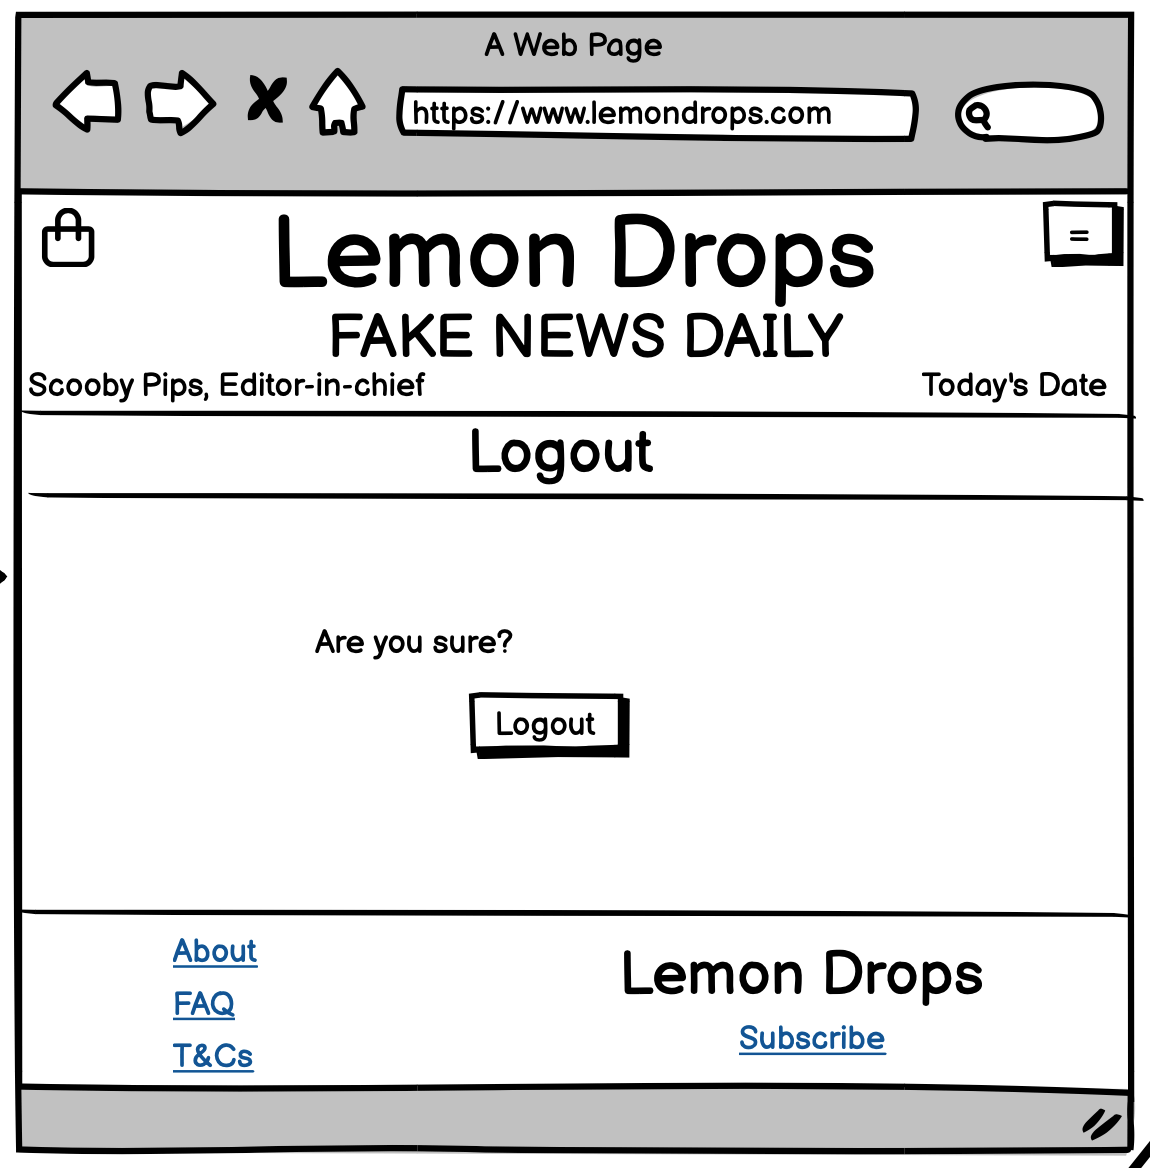 A Web Page
https://www.lemondrops.com
Lemon Drops
=
FAKE NEWS DAILY
Scooby Pips, Editor-in-chief
Today's Date
Logout
Are you sure?
Logout
About
FAQ
T&Cs
Lemon Drops
Subscribe